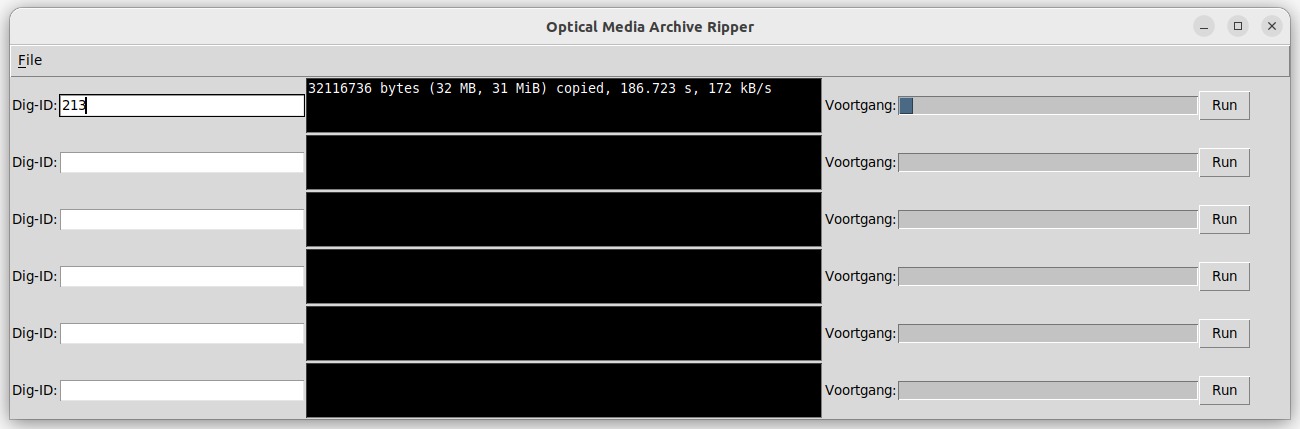 Optical Media Archive Ripper
File
Dig-ID: 213 32116736 bytes (32 MB, 31 MiB) copied, 186.723 s, 172 kB/s Voortgang: Run
Dig-ID: Voortgang: Run
Dig-ID: Voortgang: Run
Dig-ID: Voortgang: Run
Dig-ID: Voortgang: Run
Dig-ID: Voortgang: Run